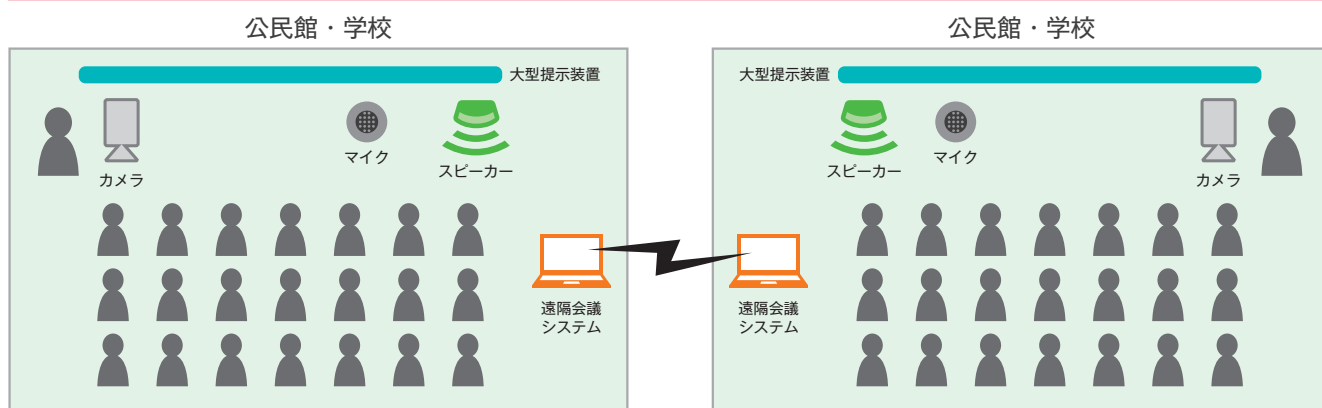 公民館・学校
大型提示装置
カメラ
マイク
スピーカー
遠隔会議
システム
公民館・学校
大型提示装置
スピーカー
マイク
カメラ
遠隔会議
システム